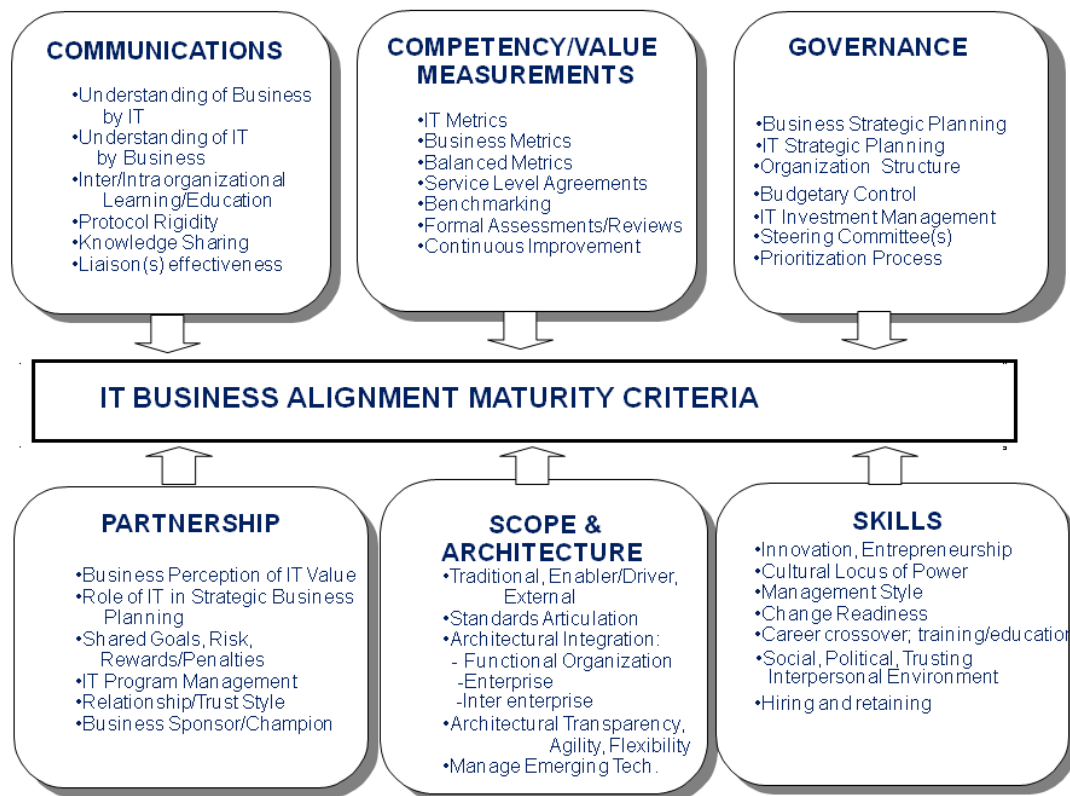 COMMUNICATIONS
•Understanding of Business
by IT
•Understanding of IT
by Business
•Inter/Intraorganizational
Learning/Education
•Protocol Rigidity
•Knowledge Sharing
•Liaison(s) effectiveness
COMPETENCY/VALUE
MEASUREMENTS
•IT Metrics
•Business Metrics
•Balanced Metrics
•Service Level Agreements
•Benchmarking
•Formal Assessments/Reviews
•Continuous Improvement
GOVERNANCE
•Business Strategic Planning
•IT Strategic Planning
•Organization Structure
•Budgetary Control
•IT Investment Management
•Steering Committee(s)
•Prioritization Process
IT BUSINESS ALIGNMENT MATURITY CRITERIA
PARTNERSHIP
•Business Perception of IT Value
•Role of IT in Strategic Business
Planning
•Shared Goals, Risk,
Rewards/Penalties
•IT Program Management
•Relationship/Trust Style
•Business Sponsor/Champion
SCOPE &
ARCHITECTURE
•Traditional, Enabler/Driver,
External
•Standards Articulation
•Architectural Integration:
- Functional Organization
-Enterprise
-Inter enterprise
•Architectural Transparency,
Agility, Flexibility
•Manage Emerging Tech.
SKILLS
•Innovation, Entrepreneurship
•Cultural Locus of Power
•Management Style
•Change Readiness
•Career crossover; training/education
•Social, Political, Trusting
Interpersonal Environment
•Hiring and retaining